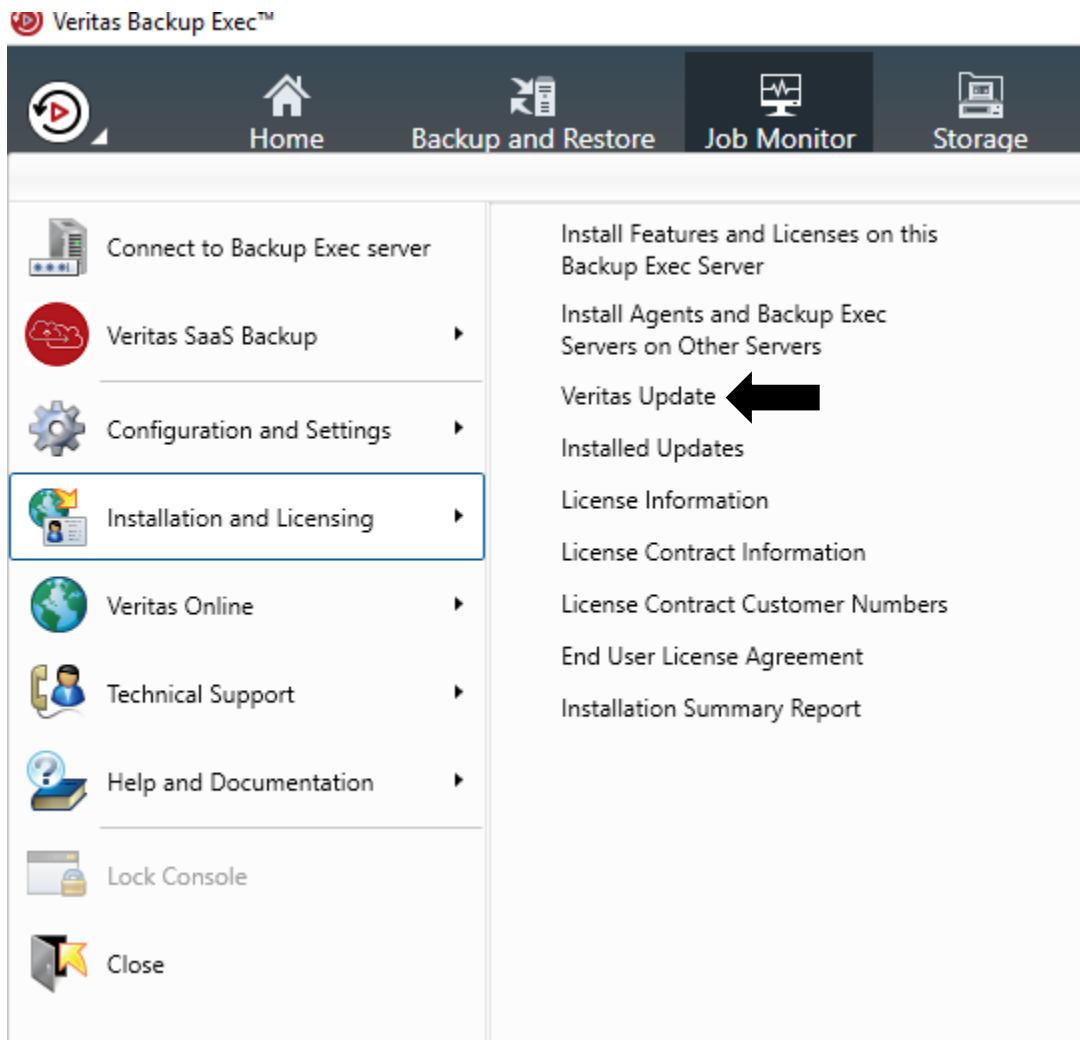 Veritas Backup Exec™
Home
Backup and Restore
Job Monitor
Storage
Connect to Backup Exec server
Veritas SaaS Backup
Configuration and Settings
Installation and Licensing
Veritas Online
Technical Support
Help and Documentation
Lock Console
Close
Install Features and Licenses on this
Backup Exec Server
Install Agents and Backup Exec
Servers on Other Servers
Veritas Update
Installed Updates
License Information
License Contract Information
License Contract Customer Numbers
End User License Agreement
Installation Summary Report